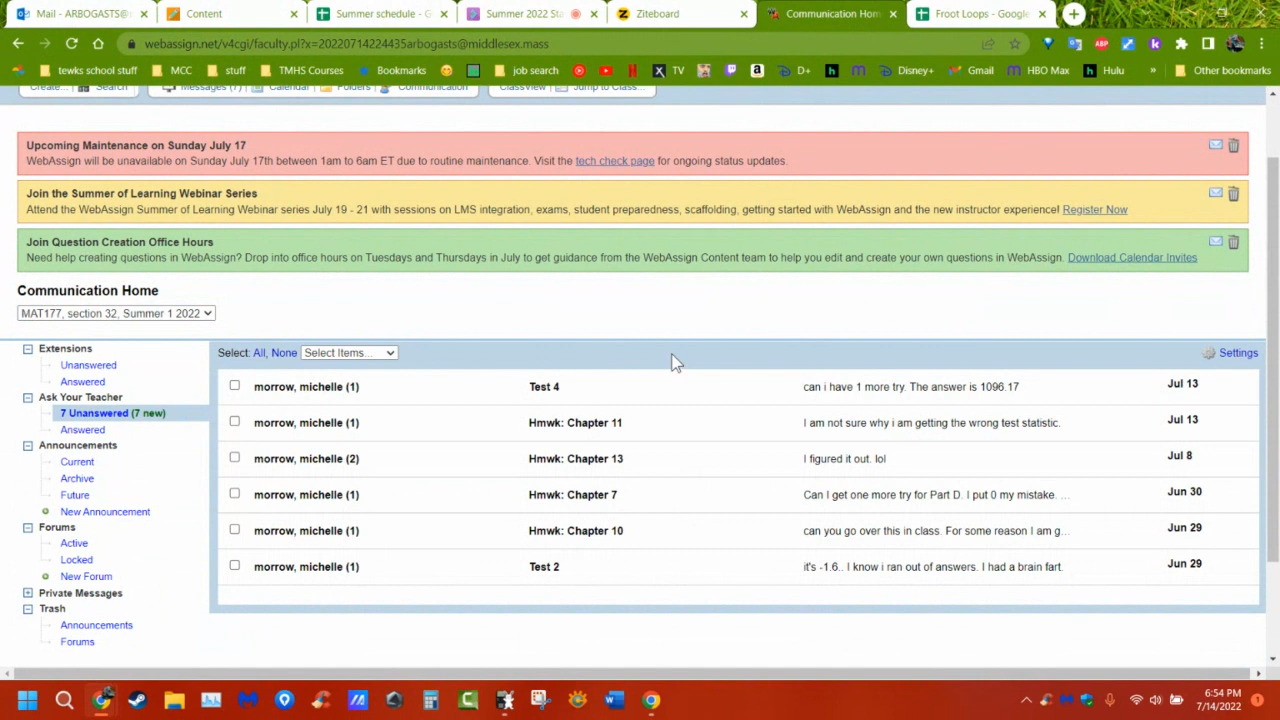 Mail - ARBOGASTS@
Content
Summer schedule - G
Summer 2022 Sta
Ziteboard
Communication Hom
Froot Loops - Google
webassign.net/v4cgi/faculty.pl?x=20220714224435arbogasts@middlesex.mass
tewks school stuff
MCC
stuff
TMHS Courses
Bookmarks
job search
TV
D+
Disney+
Gmail
HBO Max
Hulu
»
Other bookmarks
Create...
Search
Messages (7)
Calendar
Folders
Communication
ClassView
Jump to Class...
Upcoming Maintenance on Sunday July 17
WebAssign will be unavailable on Sunday July 17th between 1am to 6am ET due to routine maintenance. Visit the tech check page for ongoing status updates.
Join the Summer of Learning Webinar Series
Attend the WebAssign Summer of Learning Webinar series July 19 - 21 with sessions on LMS integration, exams, student preparedness, scaffolding, getting started with WebAssign and the new instructor experience! Register Now
Join Question Creation Office Hours
Need help creating questions in WebAssign? Drop into office hours on Tuesdays and Thursdays in July to get guidance from the WebAssign Content team to help you edit and create your own questions in WebAssign. Download Calendar Invites
Communication Home
MAT177, section 32, Summer 1 2022
Extensions
Unanswered
Answered
Ask Your Teacher
7 Unanswered (7 new)
Answered
Announcements
Current
Archive
Future
New Announcement
Forums
Active
Locked
New Forum
Private Messages
Trash
Announcements
Forums
Select: All, None Select Items...
Settings
morrow, michelle (1) Test 4 can i have 1 more try. The answer is 1096.17 Jul 13
morrow, michelle (1) Hmwk: Chapter 11 I am not sure why i am getting the wrong test statistic. Jul 13
morrow, michelle (2) Hmwk: Chapter 13 I figured it out. lol Jul 8
morrow, michelle (1) Hmwk: Chapter 7 Can I get one more try for Part D. I put 0 my mistake. ... Jun 30
morrow, michelle (1) Hmwk: Chapter 10 can you go over this in class. For some reason I am g... Jun 29
morrow, michelle (1) Test 2 it's -1.6.. I know i ran out of answers. I had a brain fart. Jun 29
6:54 PM
7/14/2022